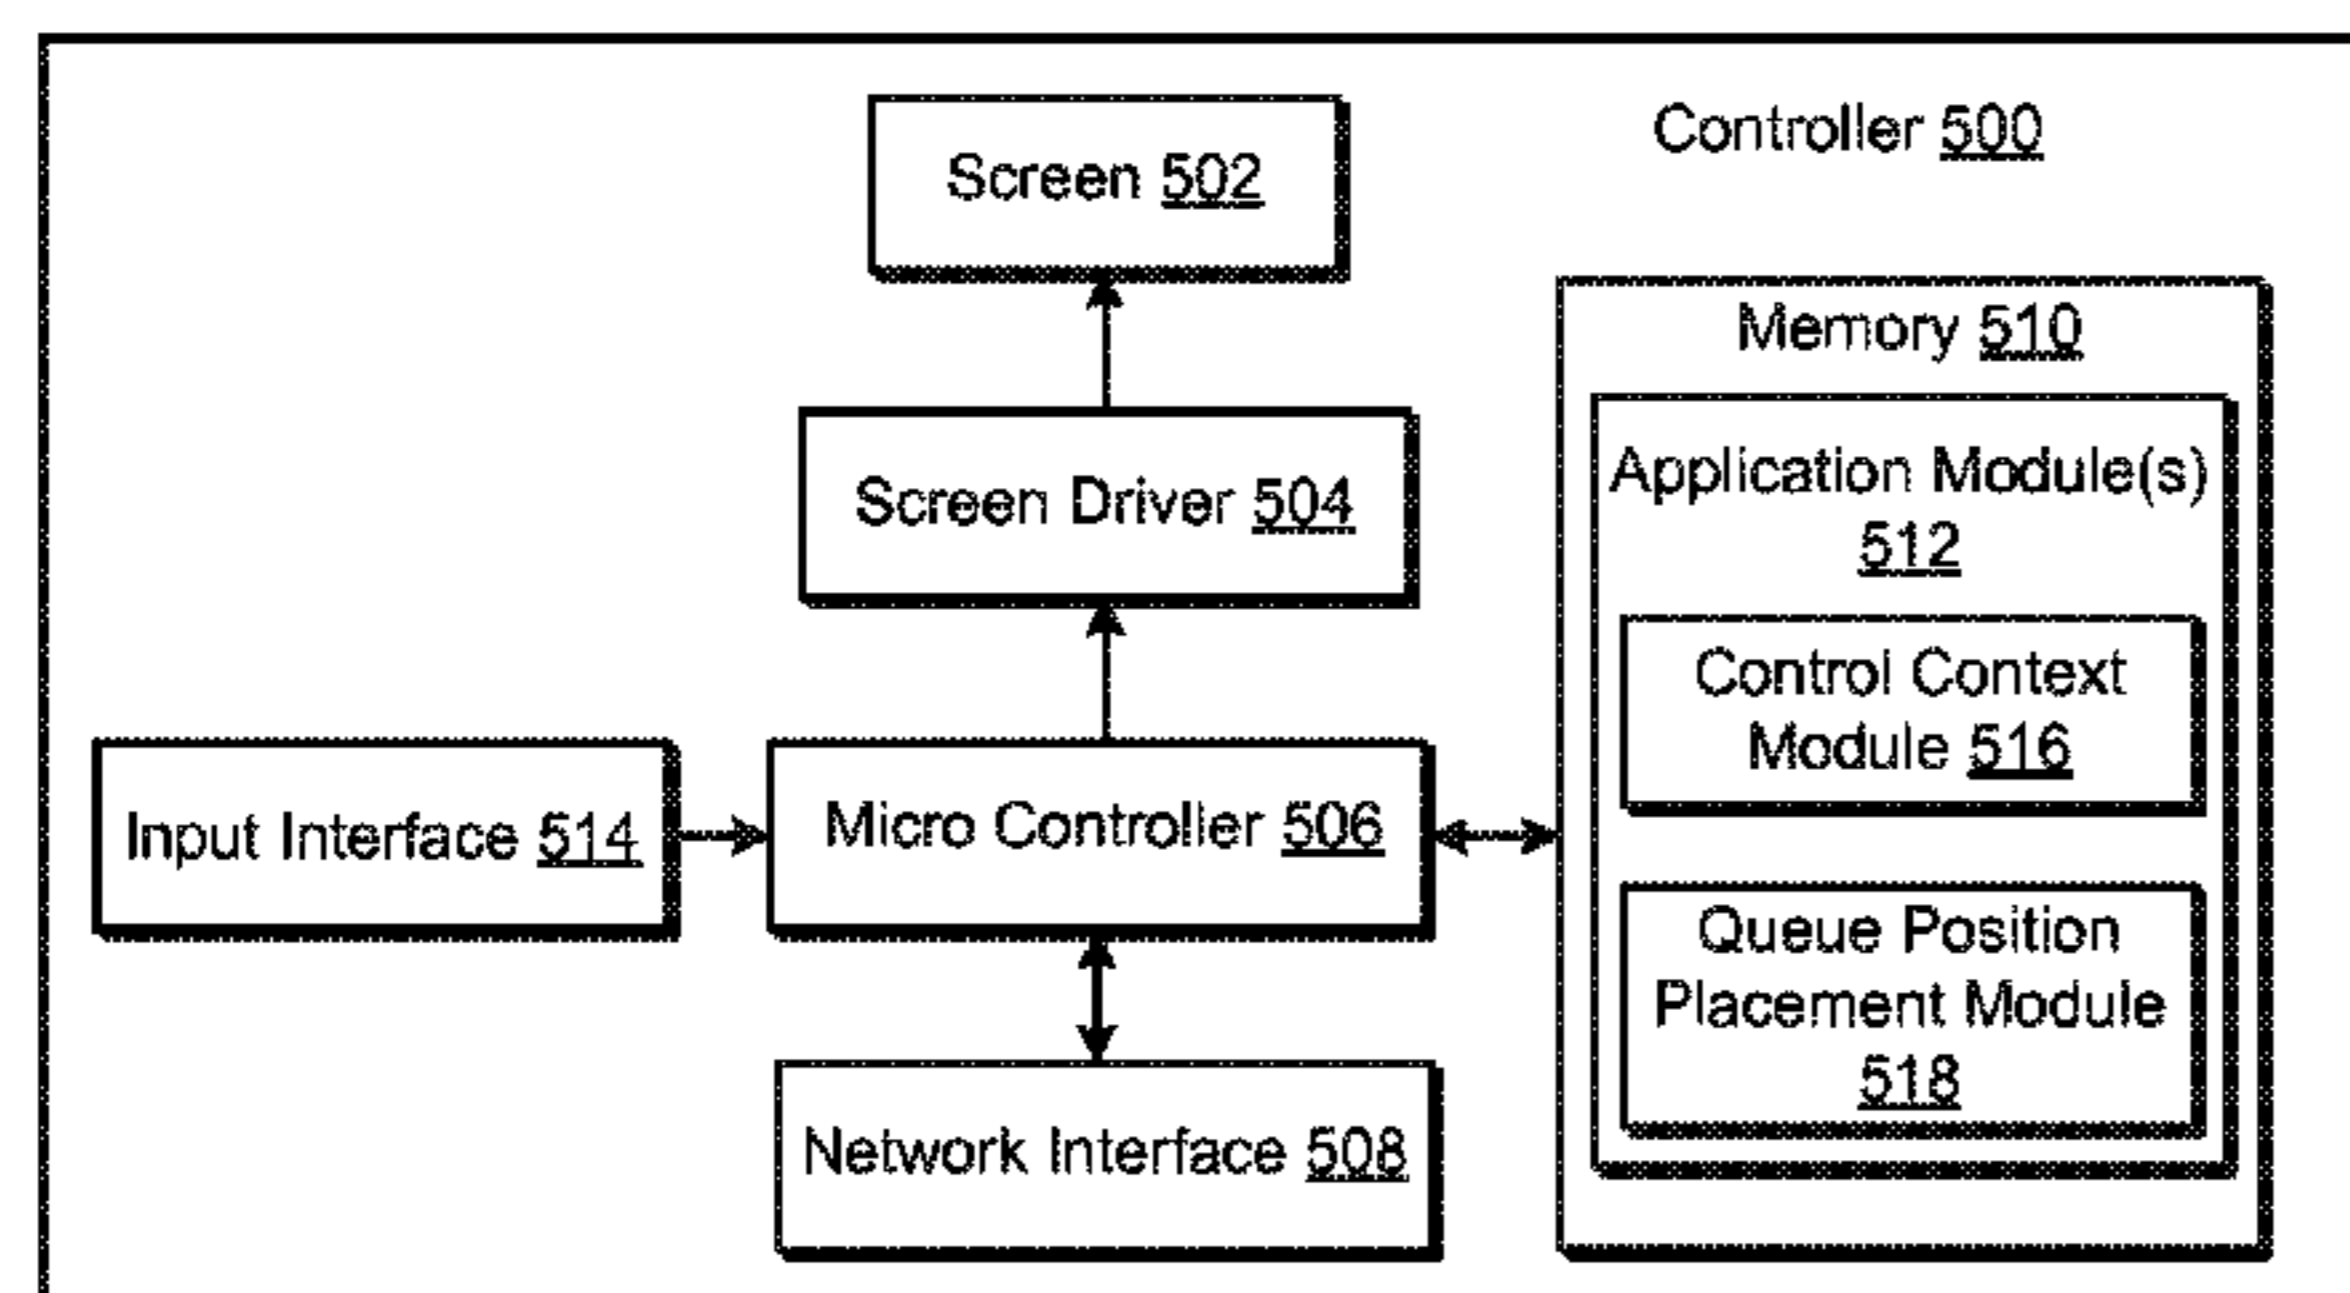 Controller 500
Screen 502
Screen Driver 504
Input Interface 514
Micro Controller 506
Network Interface 508
Memory 510
Application Module(s)
512
Control Context
Module 516
Queue Position
Placement Module
518